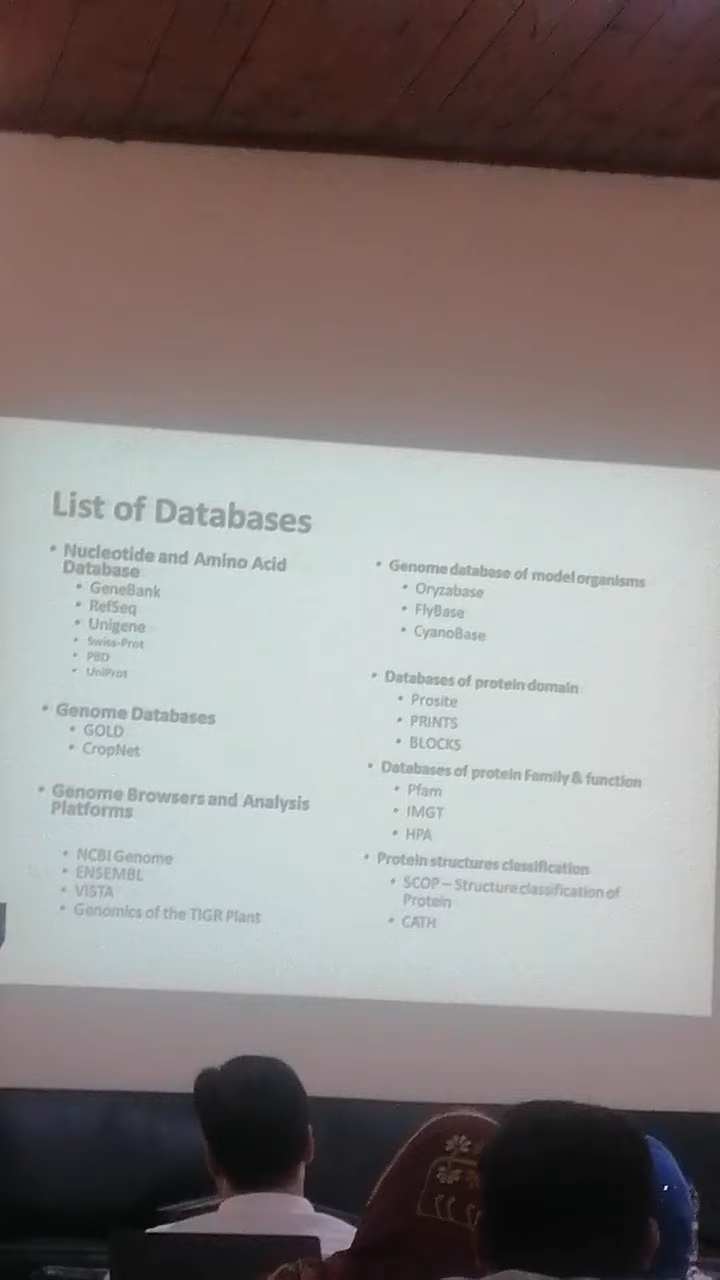 List of Databases
• Nucleotide and Amino Acid
Database
• GeneBank
• RefSeq
• Unigene
• Swiss-Prot
• PBD
• UniProt
• Genome Databases
• GOLD
• CropNet
• Genome Browsers and Analysis
Platforms
• NCBI Genome
• ENSEMBL
• VISTA
• Genomics of the TIGR Plant
• Genome database of model organisms
• Oryzabase
• FlyBase
• CyanoBase
• Databases of protein domain
• Prosite
• PRINTS
• BLOCKS
• Databases of protein Family & function
• Pfam
• IMGT
• HPA
• Protein structures classification
• SCOP – Structure classification of
Protein
• CATH